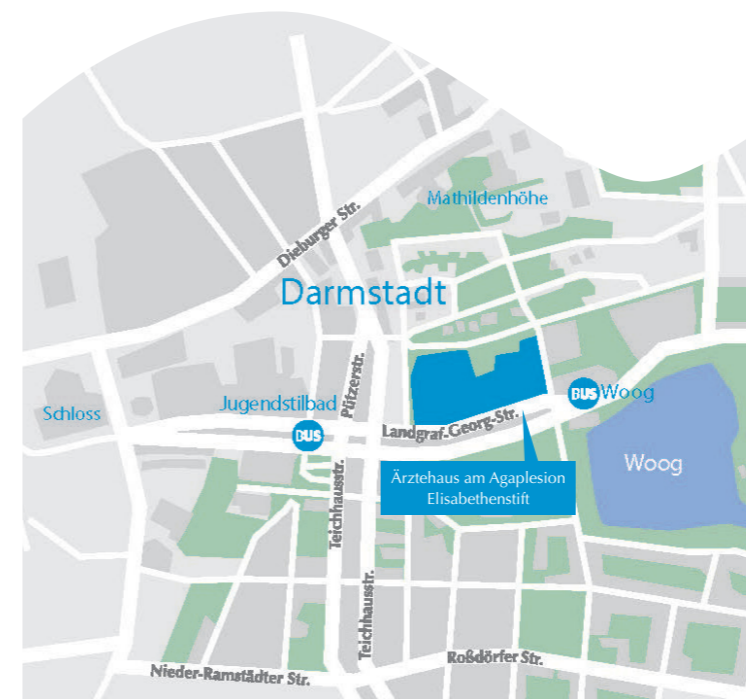 Mathildenhöhe
Dieburger Str.
Darmstadt
Pützerstr.
Jugendstilbad
Schloss
BUS
BUS Woog
Landgraf-Georg-Str.
Woog
Ärztehaus am Agaplesion
Elisabethenstift
Teichhausstr.
Teichhausstr.
Roßdörfer Str.
Nieder-Ramstädter Str.